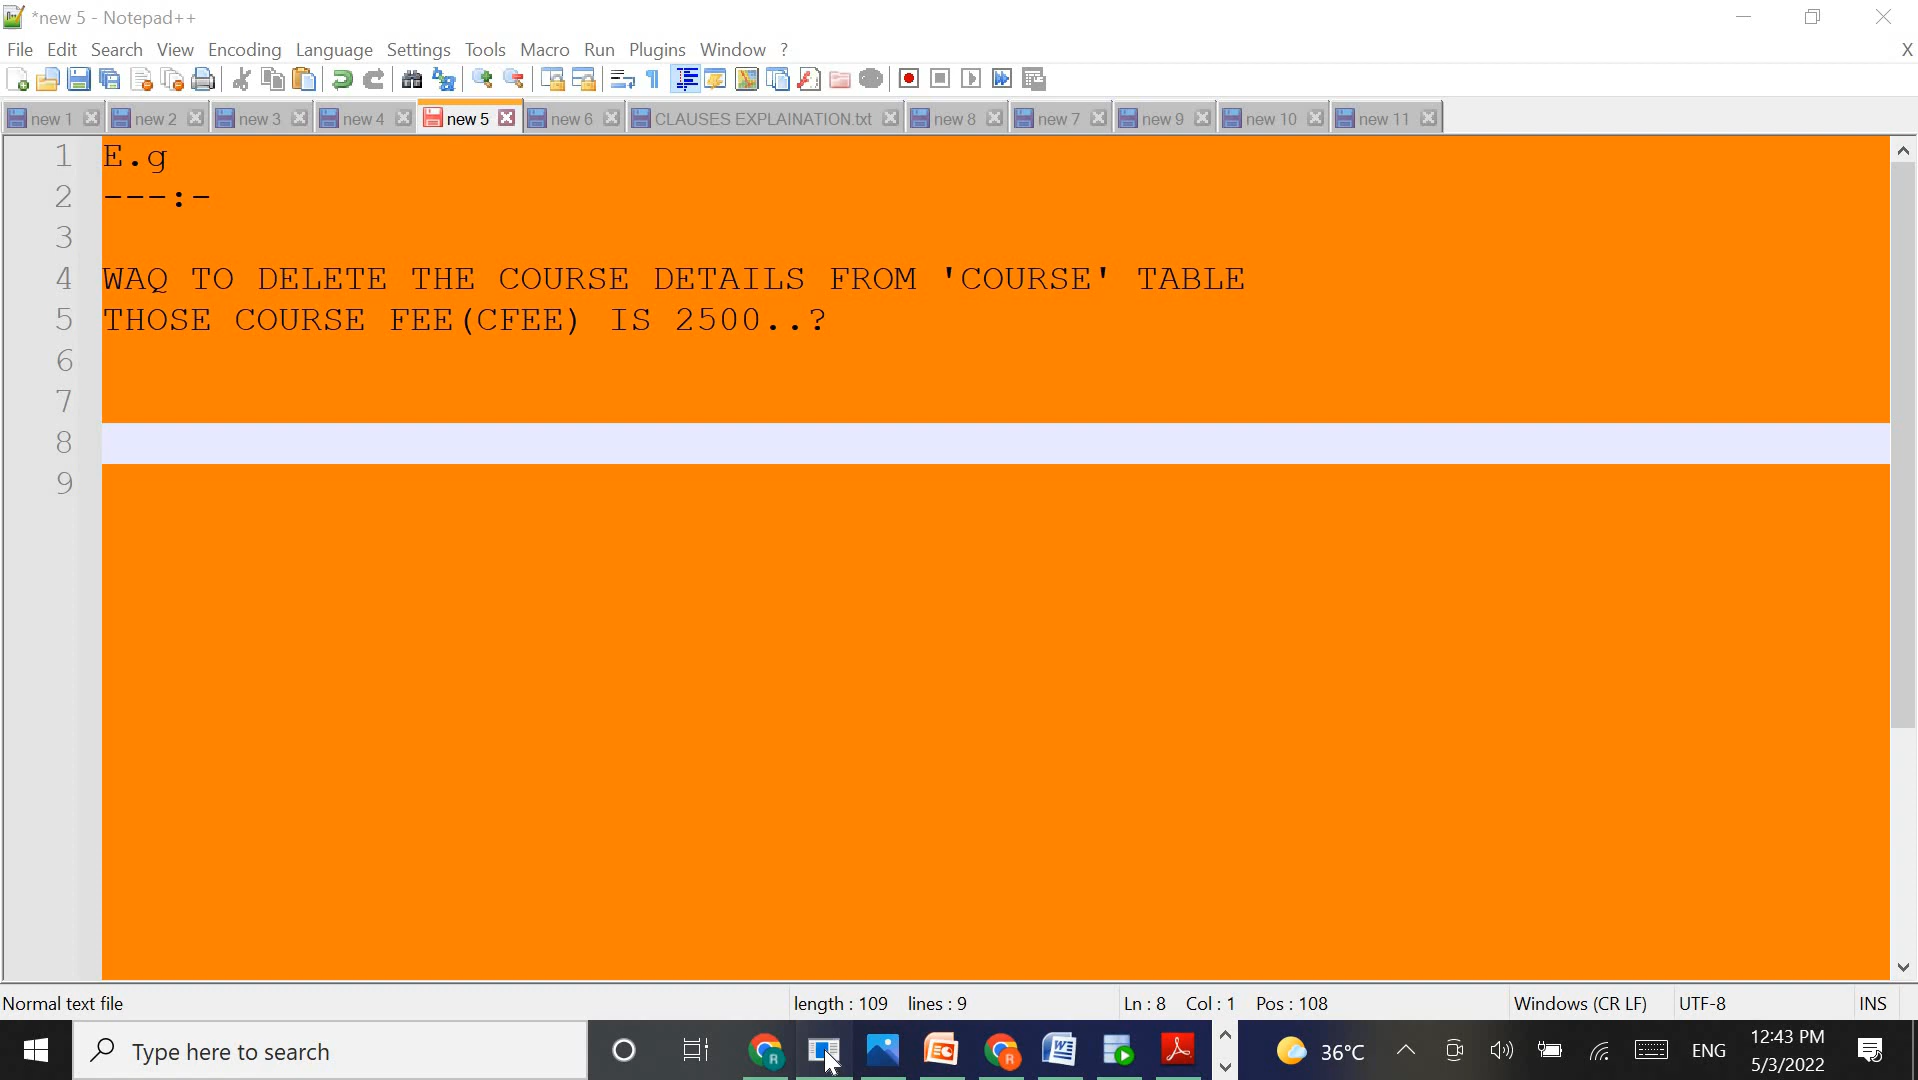 *new 5 - Notepad++
File Edit Search View Encoding Language Settings Tools Macro Run Plugins Window ?
X
new 1 new 2 new 3 new 4 new 5 new 6 CLAUSES EXPLAINATION.txt new 8 new 7 new 9 new 10 new 11
1 E.g
2 ---:-
3
4 WAQ TO DELETE THE COURSE DETAILS FROM 'COURSE' TABLE
5 THOSE COURSE FEE(CFEE) IS 2500..?
6
7
8
9
Normal text file length : 109 lines : 9 Ln : 8 Col : 1 Pos : 108 Windows (CR LF) UTF-8 INS
Type here to search 36°C ENG 12:43 PM
5/3/2022